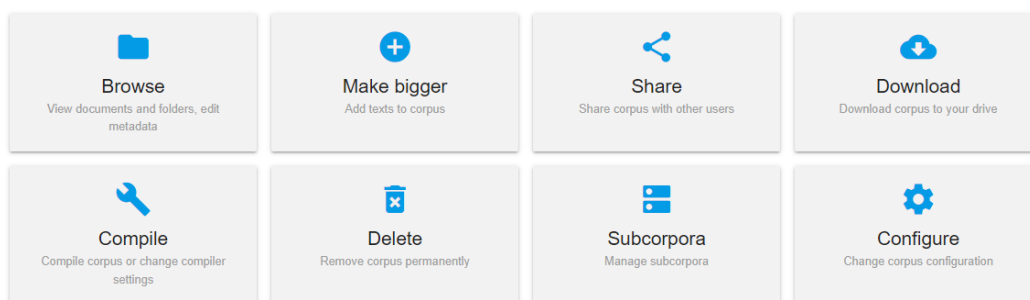 Browse
View documents and folders, edit
metadata
Make bigger
Add texts to corpus
Share
Share corpus with other users
Download
Download corpus to your drive
Compile
Compile corpus or change compiler
settings
Delete
Remove corpus permanently
Subcorpora
Manage subcorpora
Configure
Change corpus configuration